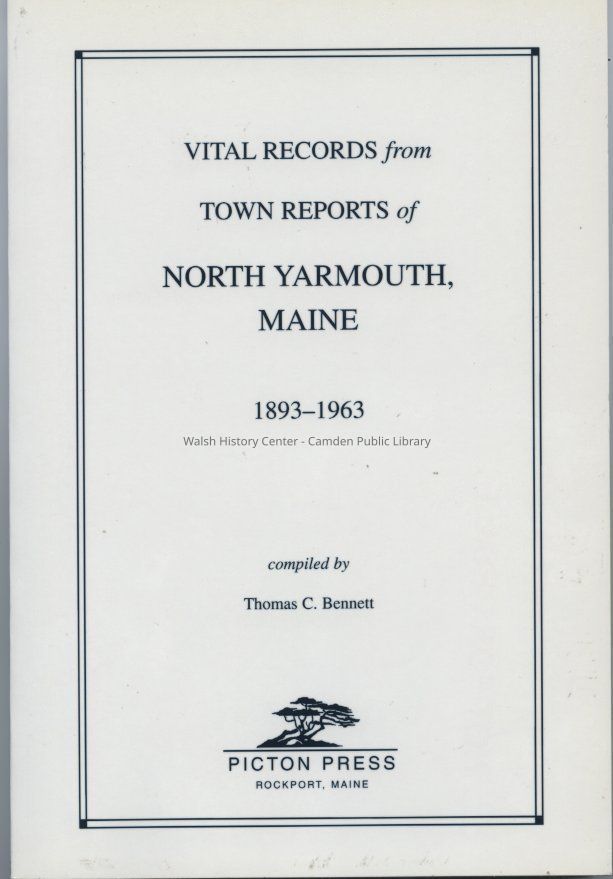 VITAL RECORDS from
TOWN REPORTS of
NORTH YARMOUTH,
MAINE
1893–1963
Walsh History Center - Camden Public Library
compiled by
Thomas C. Bennett
PICTON PRESS
ROCKPORT, MAINE